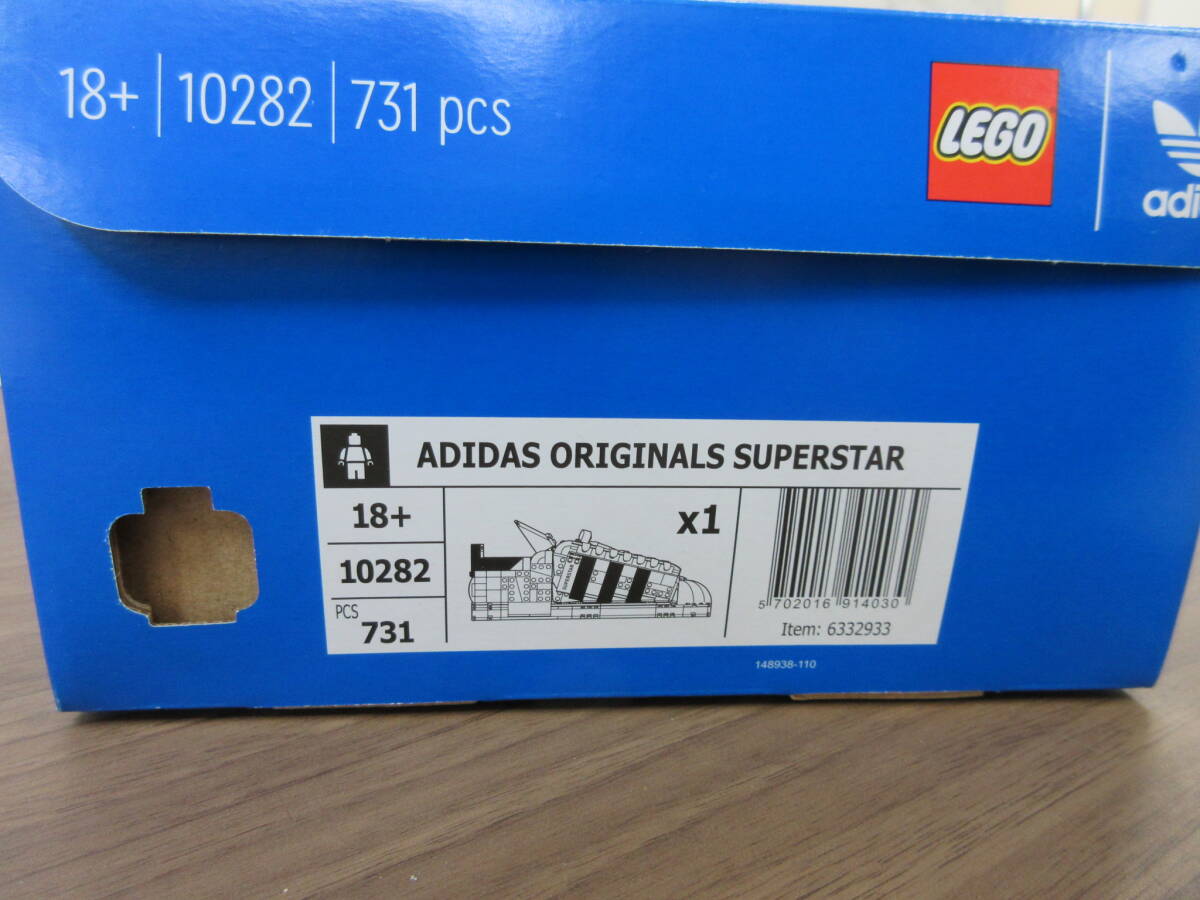 18+ | 10282 | 731 pcs
LEGO
adi
ADIDAS ORIGINALS SUPERSTAR
18+
10282
PCS
731
SUPERSTAR
x1
5 702016 914030
Item: 6332933
148938-110